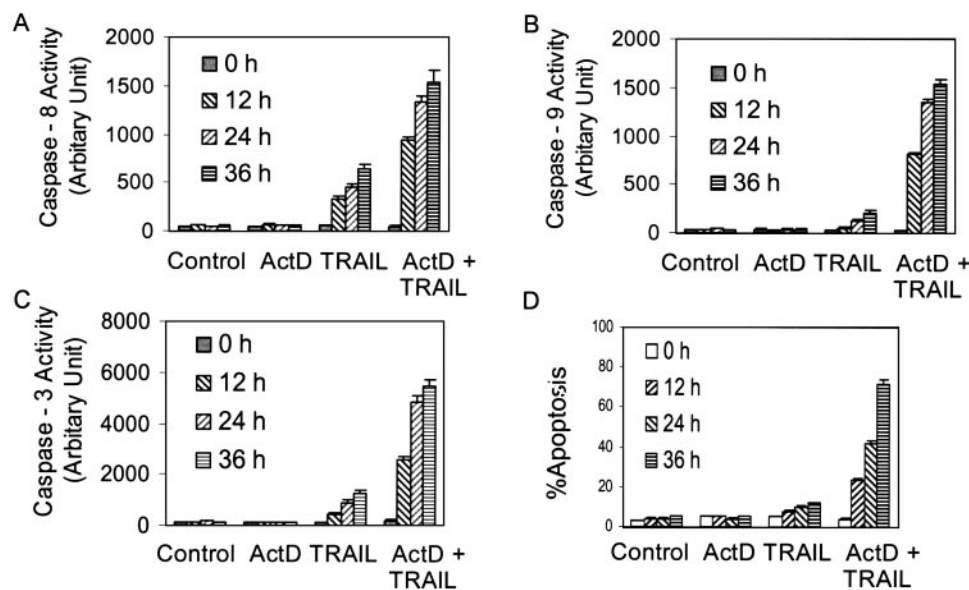 A
Caspase - 8 Activity
(Arbitary Unit)
2000
1500
1000
500
0
0 h
12 h
24 h
36 h
Control ActD TRAIL ActD +
TRAIL
B
Caspase - 9 Activity
(Arbitary Unit)
2000
1500
1000
500
0
0 h
12 h
24 h
36 h
Control ActD TRAIL ActD +
TRAIL
C
Caspase - 3 Activity
(Arbitary Unit)
8000
6000
4000
2000
0
0 h
12 h
24 h
36 h
Control ActD TRAIL ActD +
TRAIL
D
%Apoptosis
100
80
60
40
20
0
0 h
12 h
24 h
36 h
Control ActD TRAIL ActD +
TRAIL